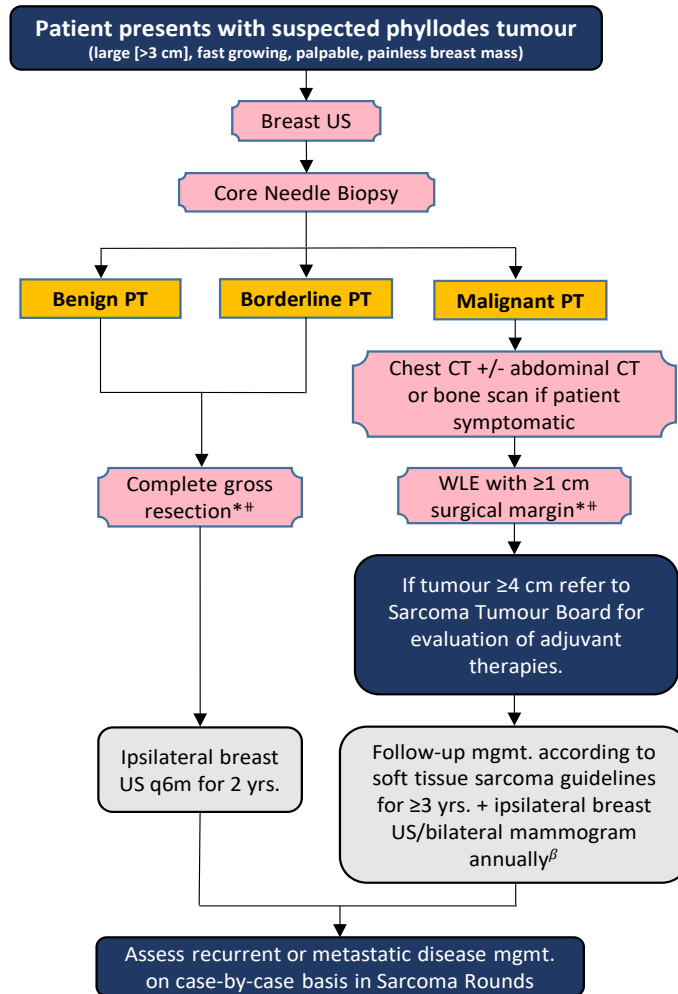 Patient presents with suspected phyllodes tumour
(large [>3 cm], fast growing, palpable, painless breast mass)
Breast US
Core Needle Biopsy
Benign PT
Borderline PT
Malignant PT
Chest CT +/- abdominal CT
or bone scan if patient
symptomatic
Complete gross
resection*⧺
WLE with ≥1 cm
surgical margin*⧺
If tumour ≥4 cm refer to
Sarcoma Tumour Board for
evaluation of adjuvant
therapies.
Ipsilateral breast
US q6m for 2 yrs.
Follow-up mgmt. according to
soft tissue sarcoma guidelines
for ≥3 yrs. + ipsilateral breast
US/bilateral mammogram
annuallyᵝ
Assess recurrent or metastatic disease mgmt.
on case-by-case basis in Sarcoma Rounds